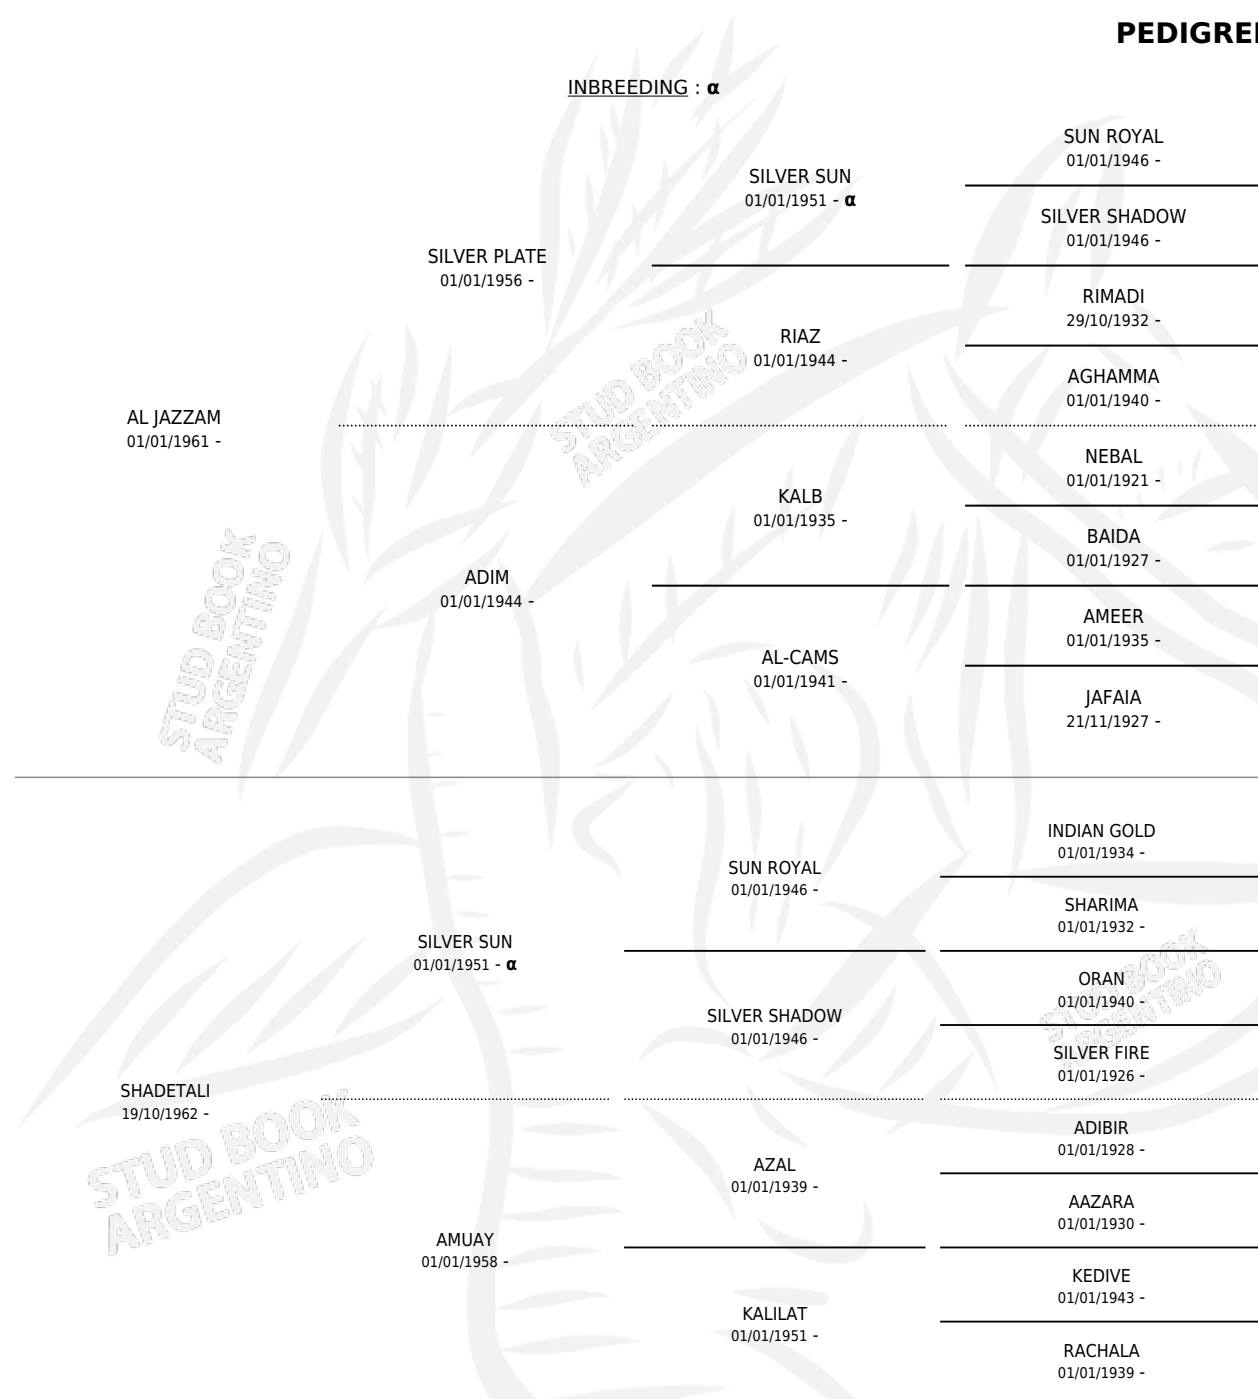 PEDIGREE
INBREEDING : α
SUN ROYAL
01/01/1946 -
SILVER SUN
01/01/1951 - α
SILVER SHADOW
01/01/1946 -
SILVER PLATE
01/01/1956 -
RIMADI
29/10/1932 -
RIAZ
01/01/1944 -
AGHAMMA
01/01/1940 -
AL JAZZAM
01/01/1961 -
NEBAL
01/01/1921 -
KALB
01/01/1935 -
BAIDA
01/01/1927 -
ADIM
01/01/1944 -
AMEER
01/01/1935 -
AL-CAMS
01/01/1941 -
JAFAIA
21/11/1927 -
INDIAN GOLD
01/01/1934 -
SUN ROYAL
01/01/1946 -
SHARIMA
01/01/1932 -
SILVER SUN
01/01/1951 - α
ORAN
01/01/1940 -
SILVER SHADOW
01/01/1946 -
SILVER FIRE
01/01/1926 -
SHADETALI
19/10/1962 -
ADIBIR
01/01/1928 -
AZAL
01/01/1939 -
AAZARA
01/01/1930 -
AMUAY
01/01/1958 -
KEDIVE
01/01/1943 -
KALILAT
01/01/1951 -
RACHALA
01/01/1939 -
STUD BOOK
ARGENTINO
STUD BOOK
ARGENTINO
STUD BOOK
ARGENTINO
STUD BOOK
ARGENTINO